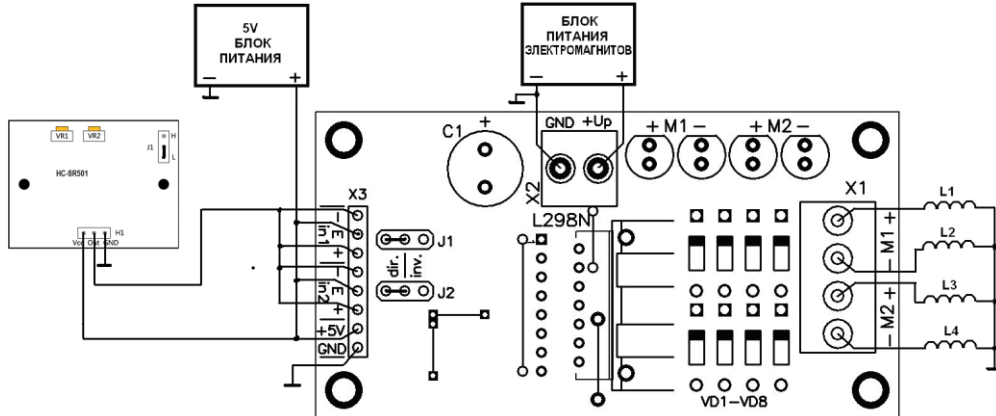 5V
БЛОК
ПИТАНИЯ
− +
БЛОК
ПИТАНИЯ
ЭЛЕКТРОМАГНИТОВ
− +
VR1 VR2
J1
H
L
HC-SR501
H1
Vcc Out GND
C1
+
GND +Up
X2
L298N
+ M1 −
+ M2 −
X3
− E +
in1
− E +
in2
+5V
GND
J1
dir. inv.
J2
X1
− M1 +
− M2 +
VD1−VD8
L1
L2
L3
L4